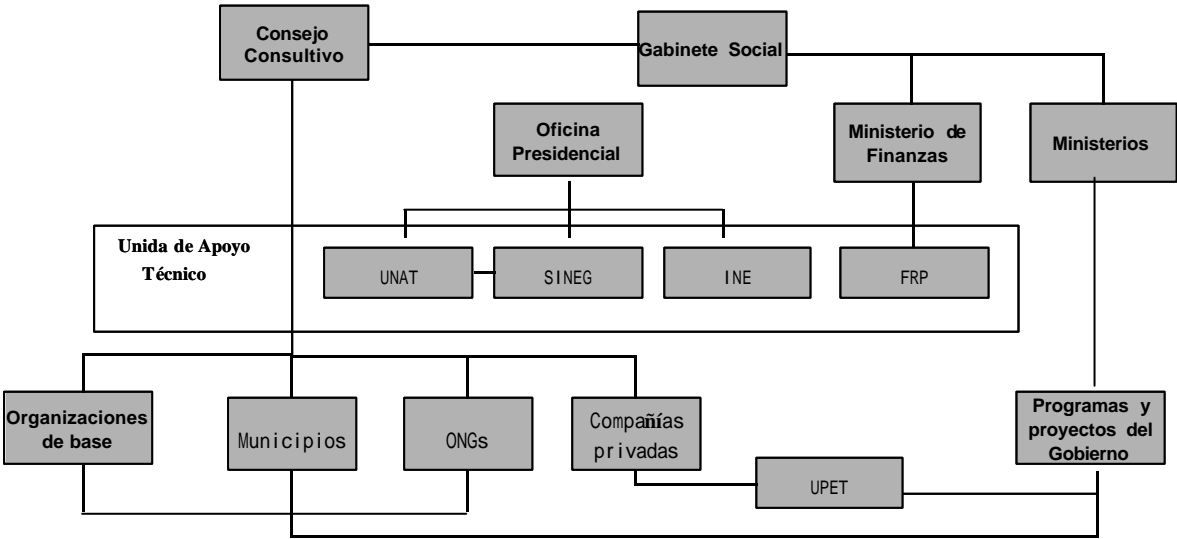 Consejo
Consultivo
Gabinete Social
Oficina
Presidencial
Ministerio de
Finanzas
Ministerios
Unida de Apoyo
Técnico
UNAT
SINEG
INE
FRP
Organizaciones
de base
Municipios
ONGs
Compañías
privadas
Programas y
proyectos del
Gobierno
UPET